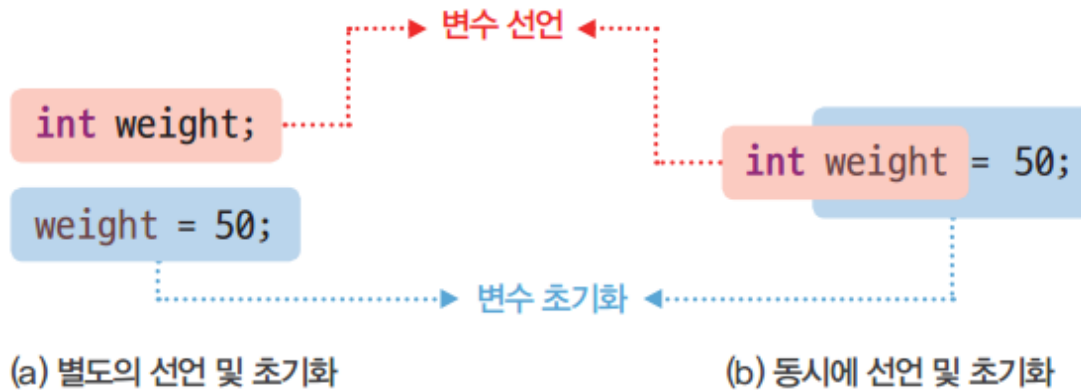 변수 선언
int weight;
int weight = 50;
weight = 50;
변수 초기화
(a) 별도의 선언 및 초기화
(b) 동시에 선언 및 초기화